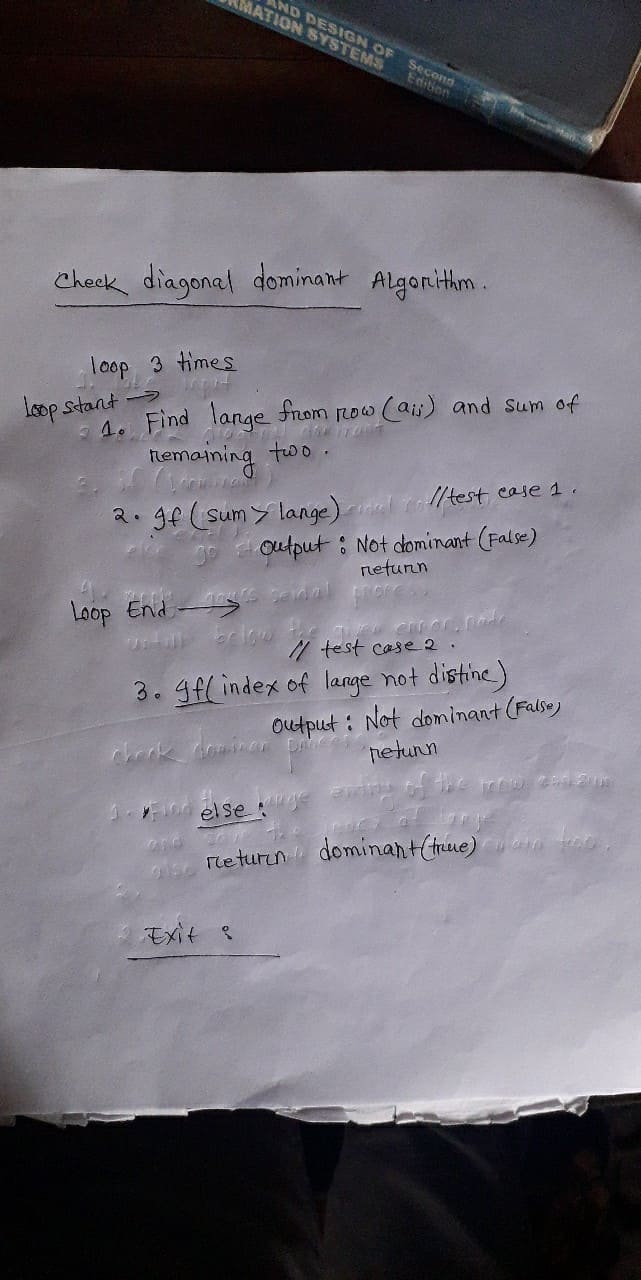 AND DESIGN OF
RMATION SYSTEMS
Second
Edition
Check diagonal dominant Algorithm.
loop 3 times
loop start →
1. Find large from row (aij) and sum of
remaining two.
2. If (sum > large) //test case 1.
output : Not dominant (False)
return
Loop End →
// test case 2.
3. If( index of large not distinc)
output : Not dominant (False)
return
else :
return dominant(true)
Exit :